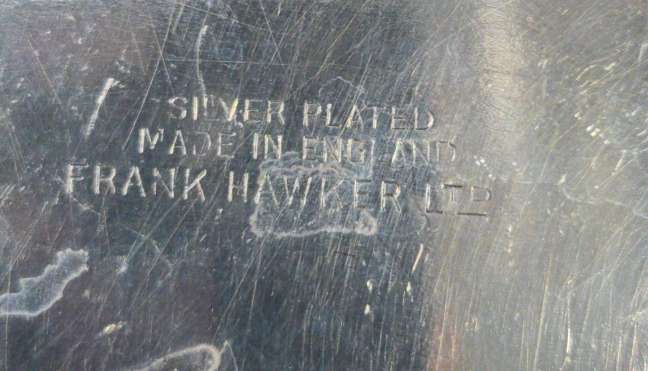 SILVER PLATED
MADE IN ENGLAND
FRANK HAWKER LTD